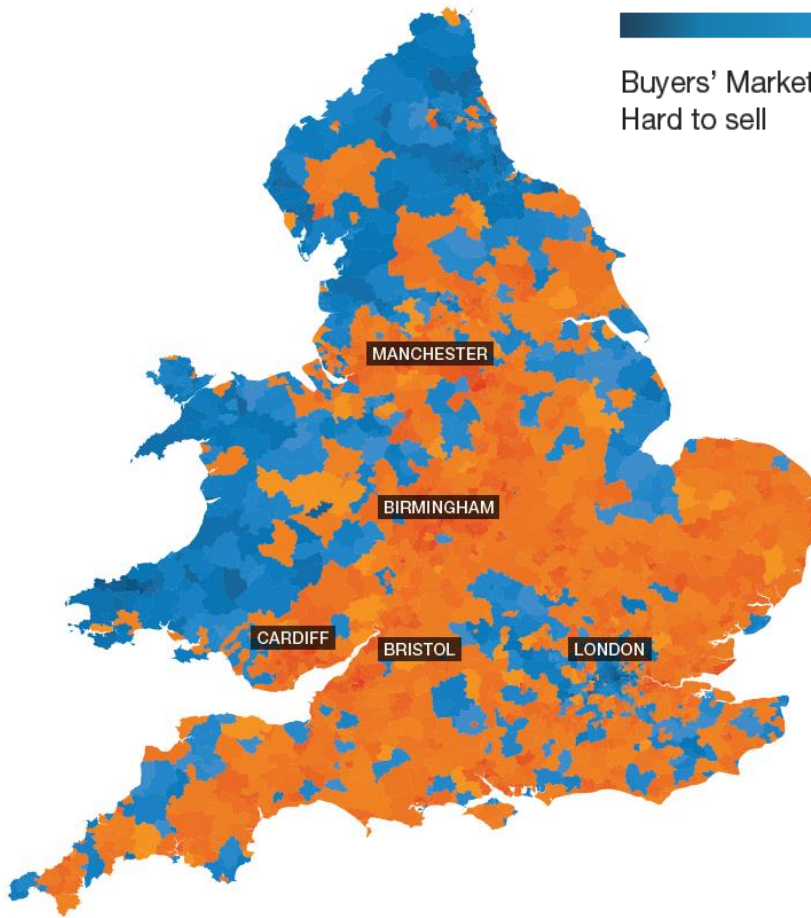 Buyers' Market
Hard to sell
MANCHESTER
BIRMINGHAM
CARDIFF
BRISTOL
LONDON